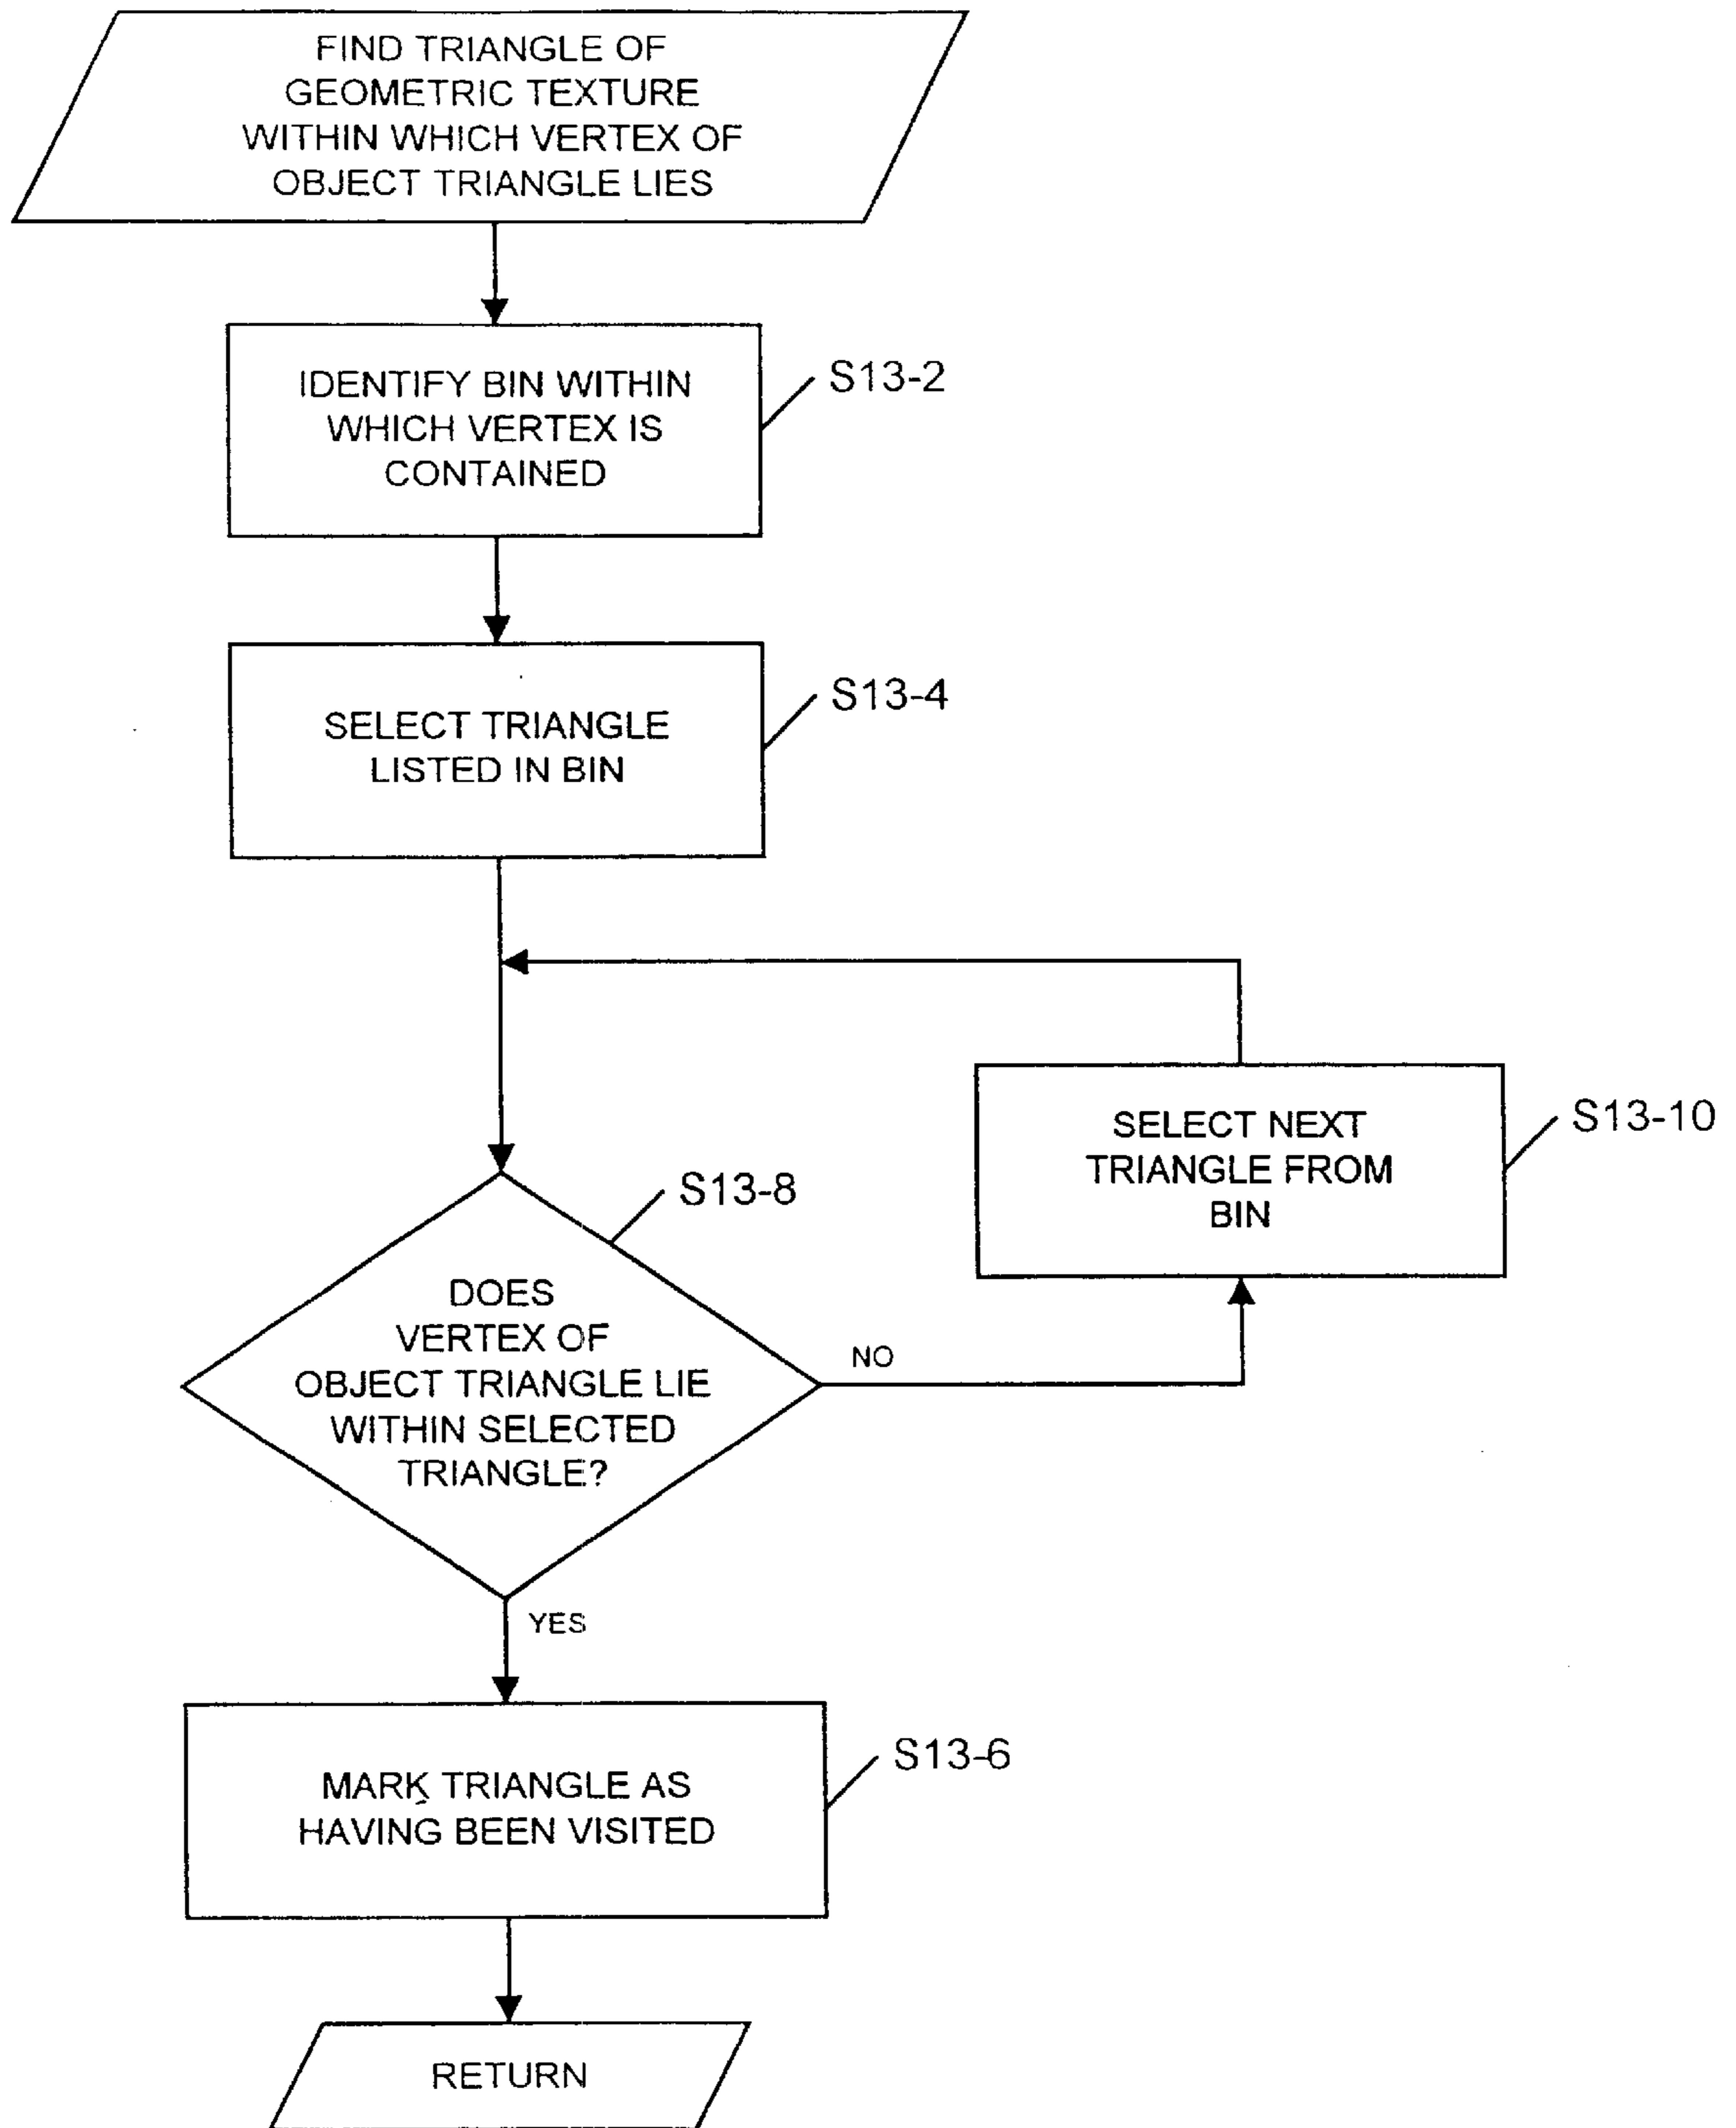 FIND TRIANGLE OF
GEOMETRIC TEXTURE
WITHIN WHICH VERTEX OF
OBJECT TRIANGLE LIES
IDENTIFY BIN WITHIN
WHICH VERTEX IS
CONTAINED
S13-2
SELECT TRIANGLE
LISTED IN BIN
S13-4
SELECT NEXT
TRIANGLE FROM
BIN
S13-10
S13-8
DOES
VERTEX OF
OBJECT TRIANGLE LIE
WITHIN SELECTED
TRIANGLE?
NO
YES
MARK TRIANGLE AS
HAVING BEEN VISITED
S13-6
RETURN